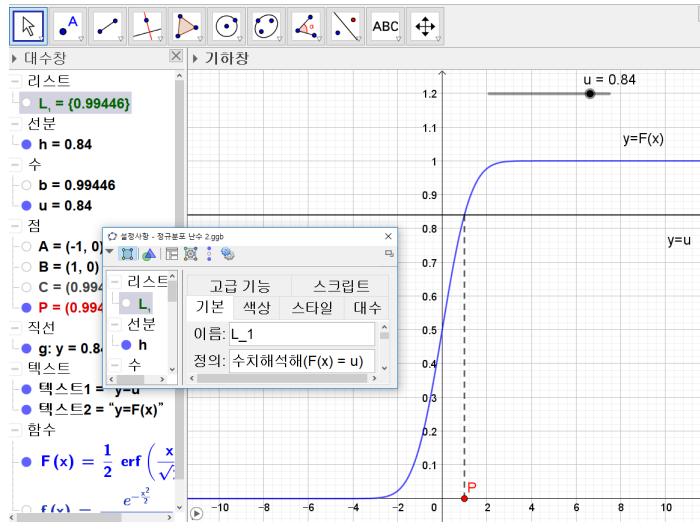 ABC
대수창
기하창
리스트
L₁ = {0.99446}
선분
h = 0.84
수
b = 0.99446
u = 0.84
점
A = (-1, 0)
B = (1, 0)
C = (0.994
P = (0.994
직선
g: y = 0.84
텍스트
텍스트1 = "y=u"
텍스트2 = "y=F(x)"
함수
F(x) = 1/2 erf ( x/√
f(x) = e^(-x²/2)
설정사항 - 정규분포 난수 2.ggb
리스트
L₁
선분
h
수
고급 기능 스크립트
기본 색상 스타일 대수
이름: L_1
정의: 수치해석해(F(x) = u)
u = 0.84
y=F(x)
y=u
P
1.2
1.1
1
0.9
0.8
0.7
0.6
0.5
0.4
0.3
0.2
0.1
−10 −8 −6 −4 −2 0 2 4 6 8 10